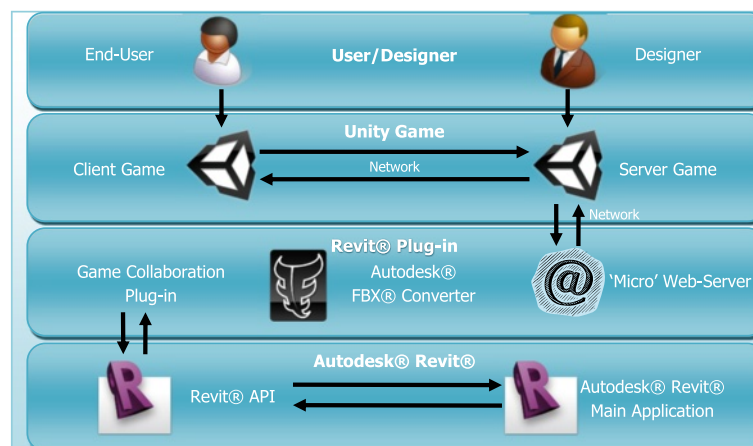 End-User
User/Designer
Designer
Unity Game
Client Game
Network
Server Game
Network
Revit® Plug-in
Game Collaboration
Plug-in
Autodesk®
FBX® Converter
@
'Micro' Web-Server
Autodesk® Revit®
R
Revit® API
R
Autodesk® Revit®
Main Application